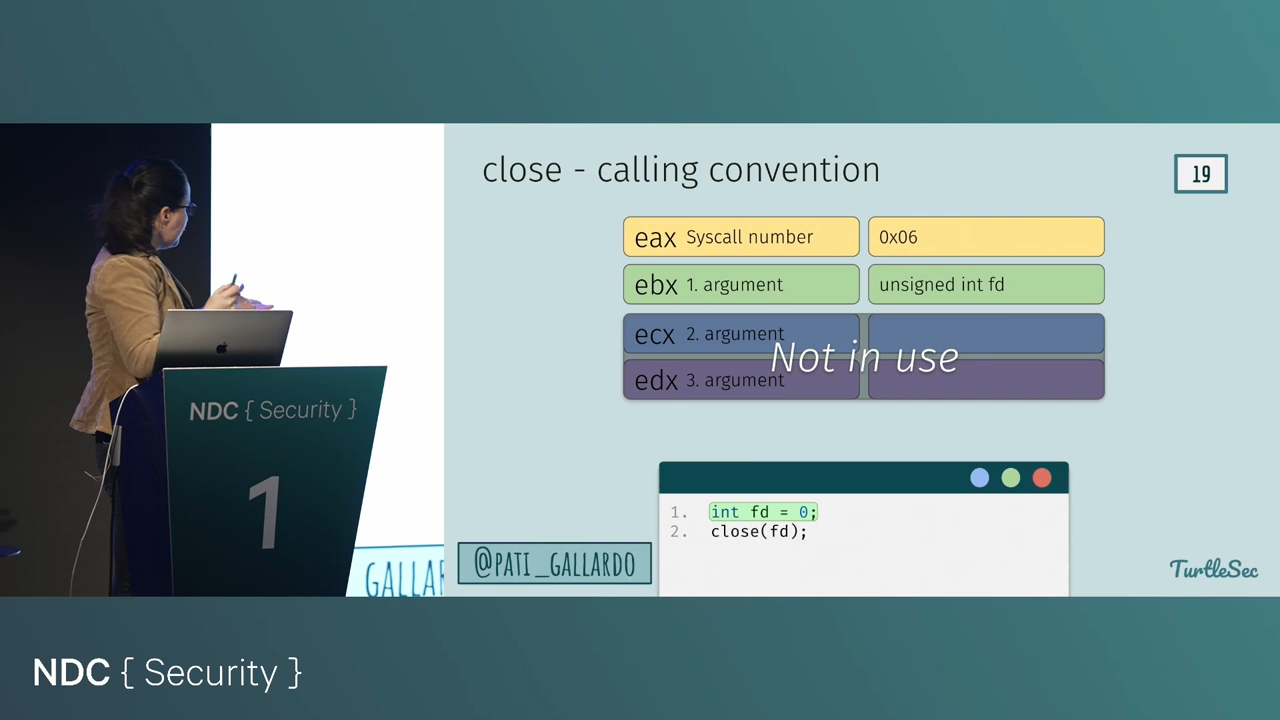 close - calling convention
19
eax Syscall number
0x06
ebx 1. argument
unsigned int fd
ecx 2. argument
Not in use
edx 3. argument
1. int fd = 0;
2. close(fd);
@PATI_GALLARDO
TurtleSec
NDC { Security }
1
GALLAR
NDC { Security }